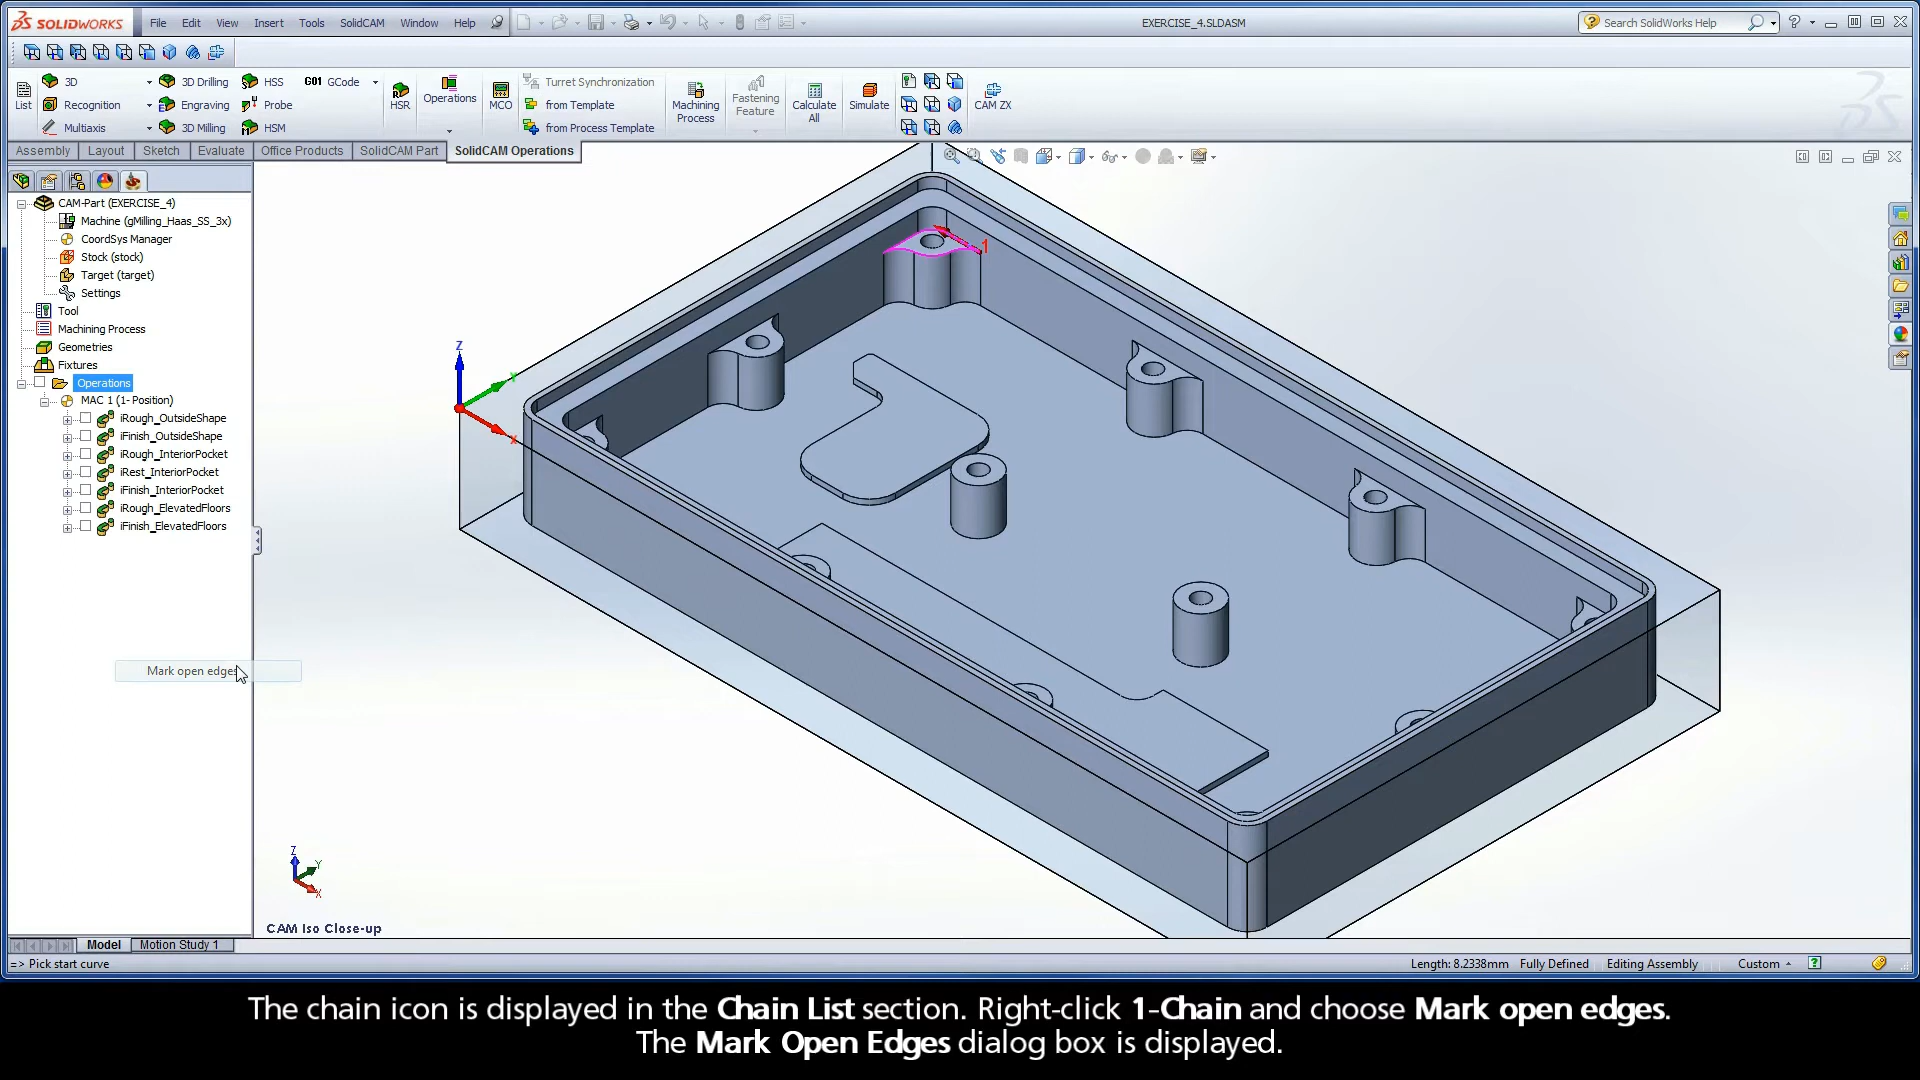 SOLIDWORKS File Edit View Insert Tools SolidCAM Window Help EXERCISE_4.SLDASM Search SolidWorks Help
List 3D 3D Drilling HSS G01 GCode HSR Operations MCO Turret Synchronization Machining Process Fastening Feature Calculate All Simulate CAM ZX
Recognition Engraving Probe from Template
Multiaxis 3D Milling HSM from Process Template
Assembly Layout Sketch Evaluate Office Products SolidCAM Part SolidCAM Operations
CAM-Part (EXERCISE_4)
Machine (gMilling_Haas_SS_3x)
CoordSys Manager
Stock (stock)
Target (target)
Settings
Tool
Machining Process
Geometries
Fixtures
Operations
MAC 1 (1- Position)
iRough_OutsideShape
iFinish_OutsideShape
iRough_InteriorPocket
iRest_InteriorPocket
iFinish_InteriorPocket
iRough_ElevatedFloors
iFinish_ElevatedFloors
Mark open edges
1
Z
Y
X
Z
Y
X
CAM Iso Close-up
Model Motion Study 1
=> Pick start curve Length: 8.2338mm Fully Defined Editing Assembly Custom
The chain icon is displayed in the Chain List section. Right-click 1-Chain and choose Mark open edges.
The Mark Open Edges dialog box is displayed.